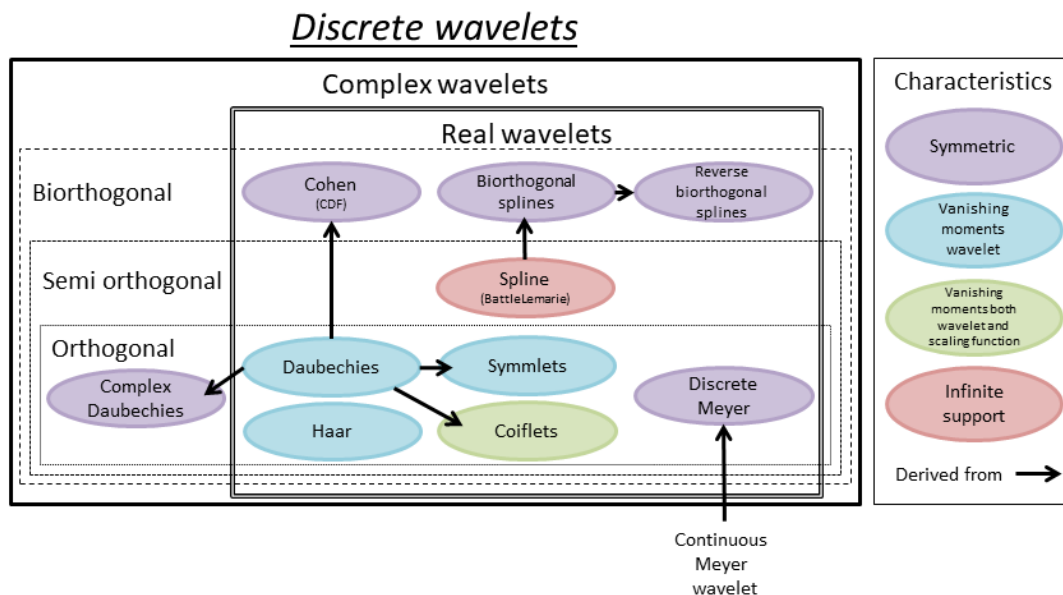 Discrete wavelets
Complex wavelets
Real wavelets
Biorthogonal
Cohen
(CDF)
Biorthogonal
splines
Reverse
biorthogonal
splines
Semi orthogonal
Spline
(BattleLemarie)
Orthogonal
Complex
Daubechies
Daubechies
Symmlets
Haar
Coiflets
Discrete
Meyer
Continuous
Meyer
wavelet
Characteristics
Symmetric
Vanishing
moments
wavelet
Vanishing
moments both
wavelet and
scaling function
Infinite
support
Derived from